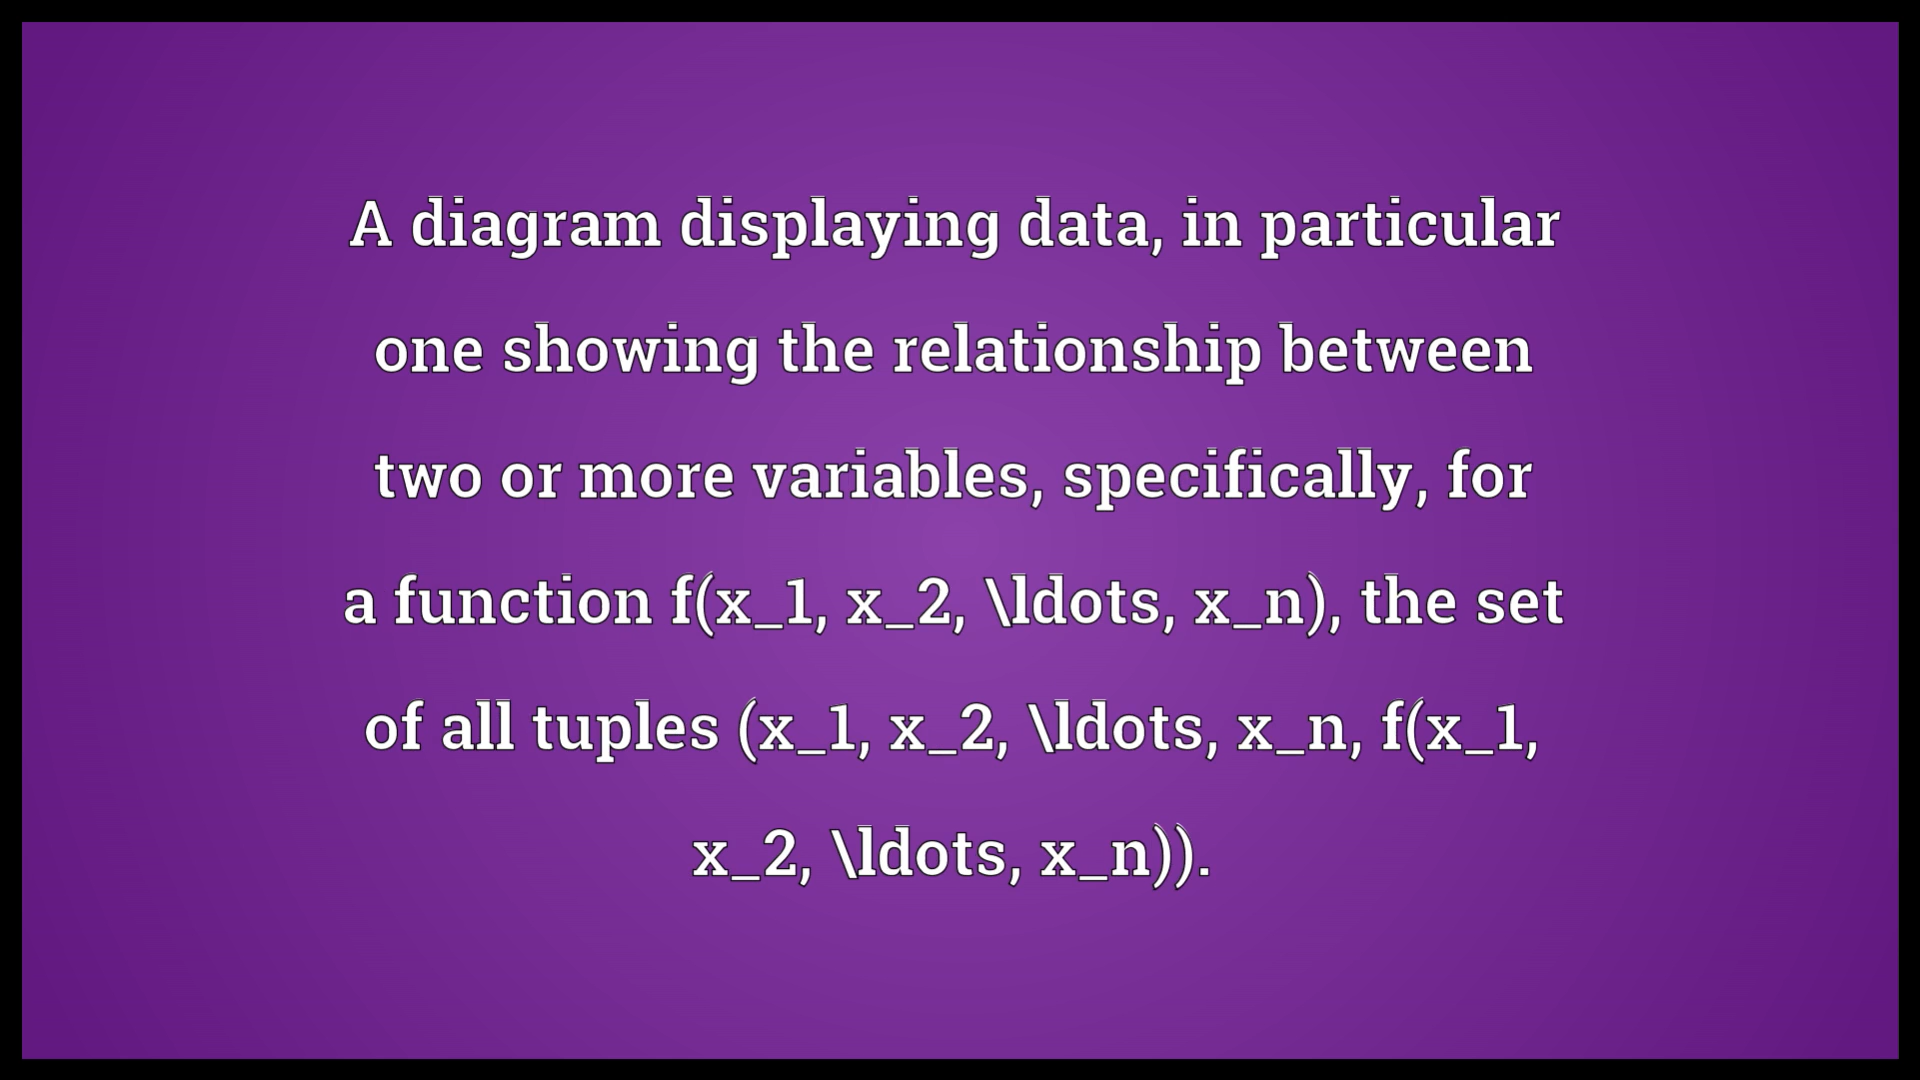 A diagram displaying data, in particular
one showing the relationship between
two or more variables, specifically, for
a function f(x_1, x_2, \ldots, x_n), the set
of all tuples (x_1, x_2, \ldots, x_n, f(x_1,
x_2, \ldots, x_n)).